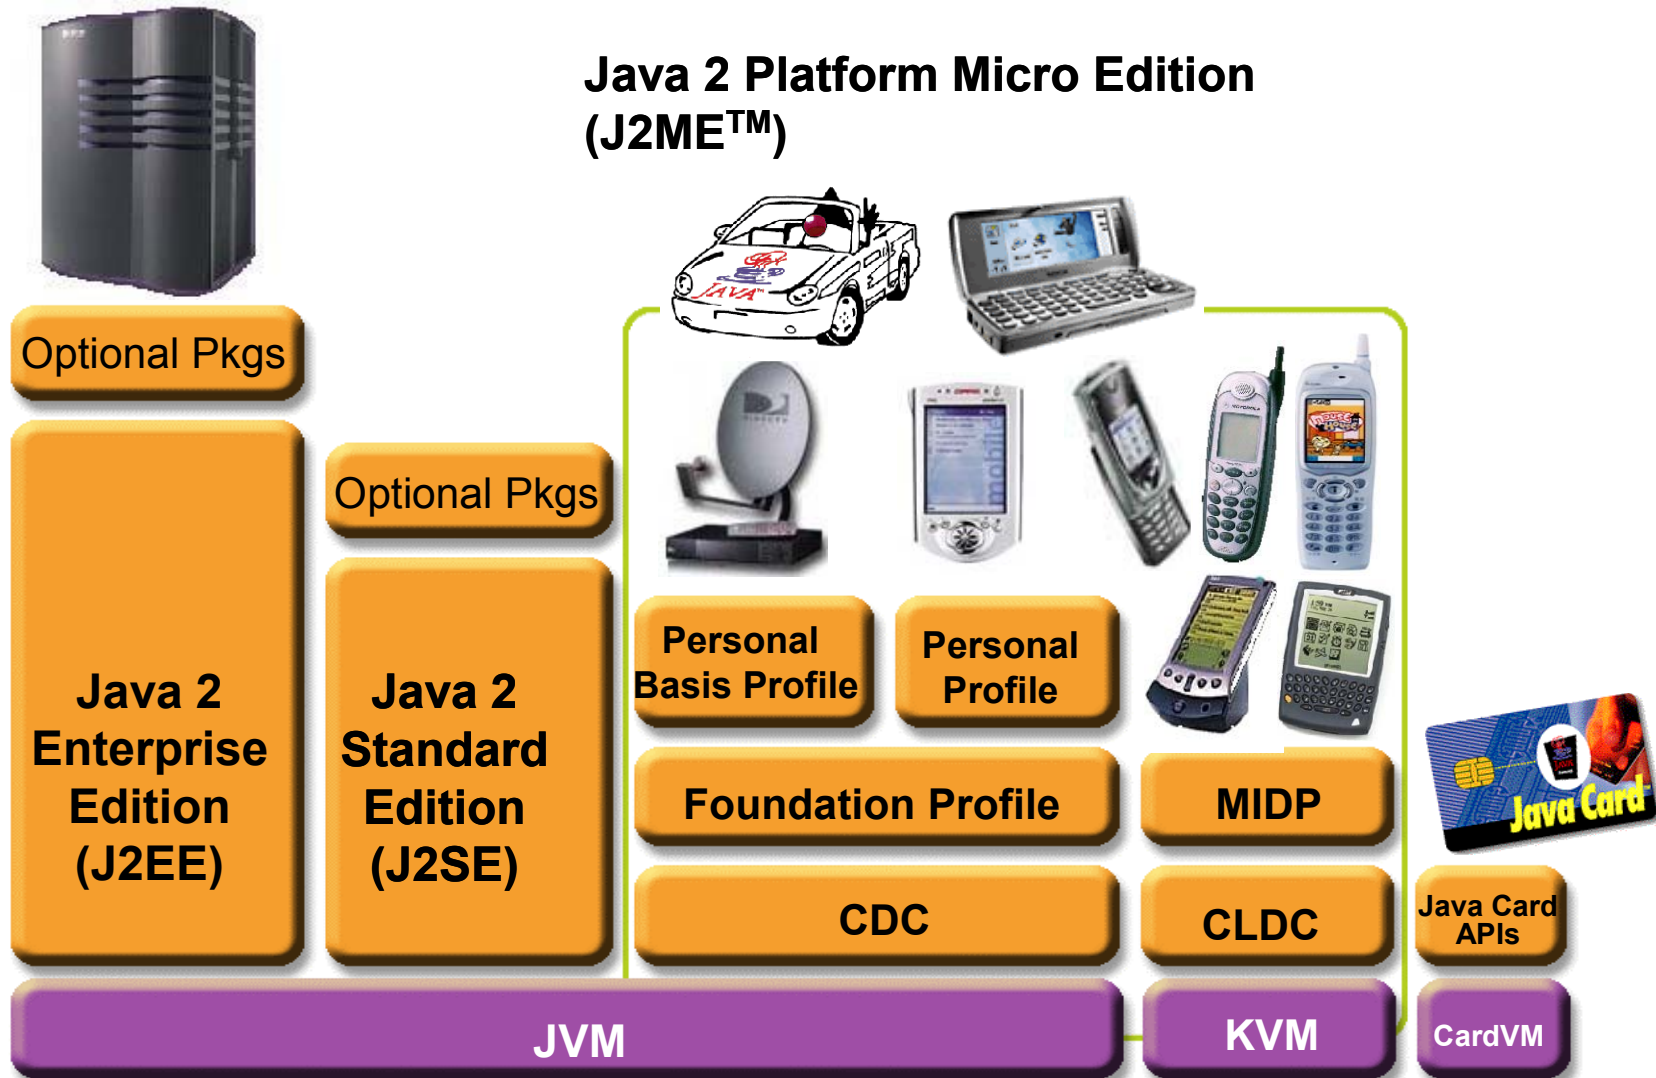 Java 2 Platform Micro Edition
(J2METM)
JAVA™
DIRECTV
Optional Pkgs
Optional Pkgs
Java 2
Enterprise
Edition
(J2EE)
Java 2
Standard
Edition
(J2SE)
Personal
Basis Profile
Personal
Profile
Foundation Profile
MIDP
CDC
CLDC
JAVA
Java Card
Java Card
APIs
JVM
KVM
CardVM